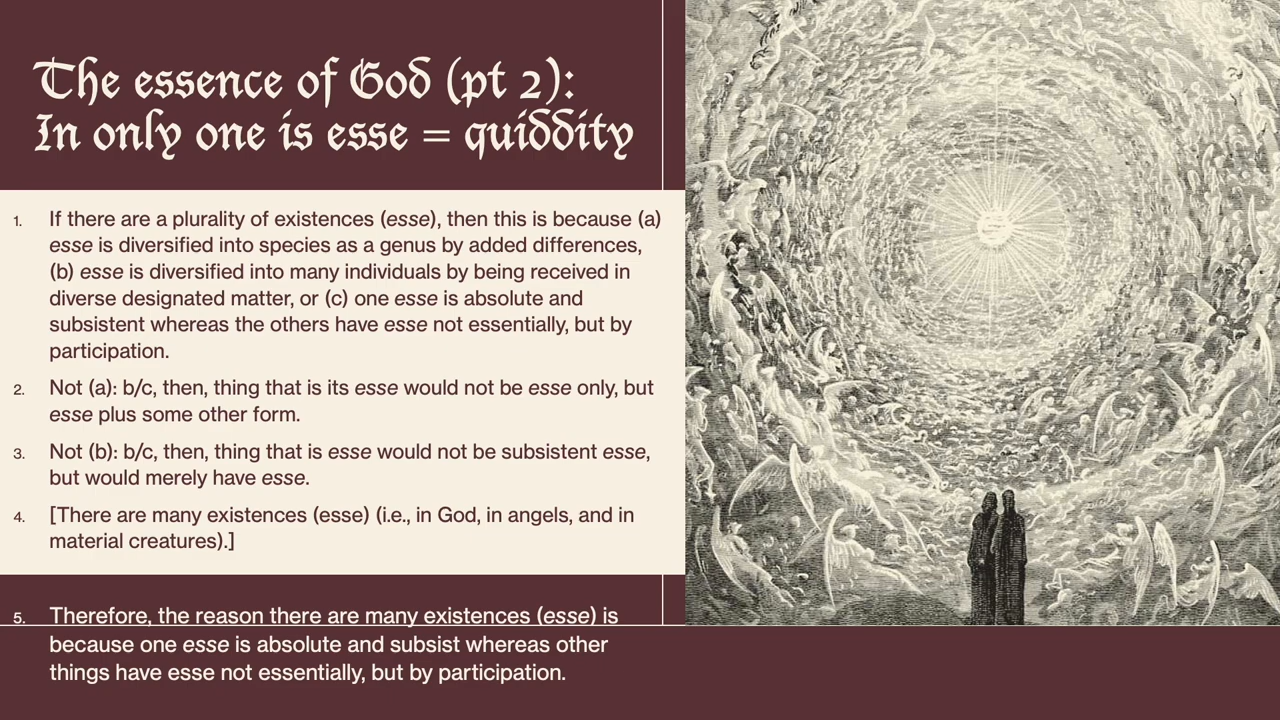 The essence of God (pt 2):
In only one is esse = quiddity
1. If there are a plurality of existences (esse), then this is because (a)
esse is diversified into species as a genus by added differences,
(b) esse is diversified into many individuals by being received in
diverse designated matter, or (c) one esse is absolute and
subsistent whereas the others have esse not essentially, but by
participation.
2. Not (a): b/c, then, thing that is its esse would not be esse only, but
esse plus some other form.
3. Not (b): b/c, then, thing that is esse would not be subsistent esse,
but would merely have esse.
4. [There are many existences (esse) (i.e., in God, in angels, and in
material creatures).]
5. Therefore, the reason there are many existences (esse) is
because one esse is absolute and subsist whereas other
things have esse not essentially, but by participation.